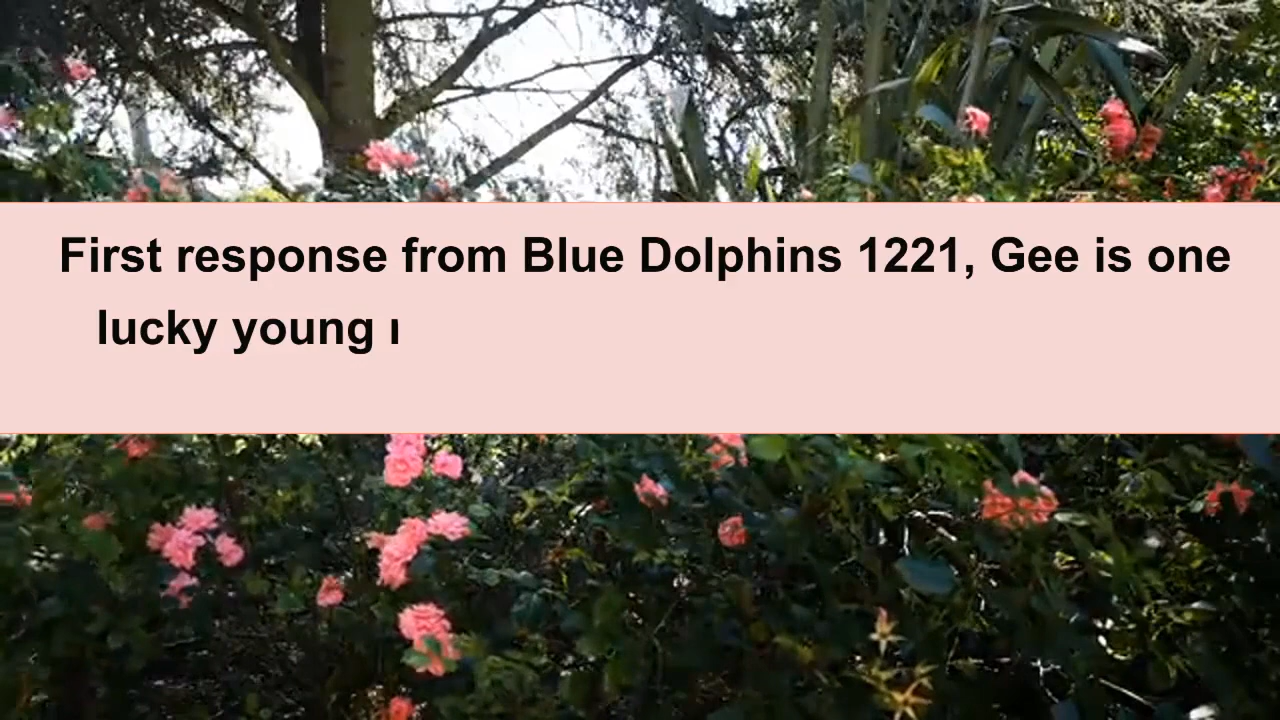 First response from Blue Dolphins 1221, Gee is one
lucky young